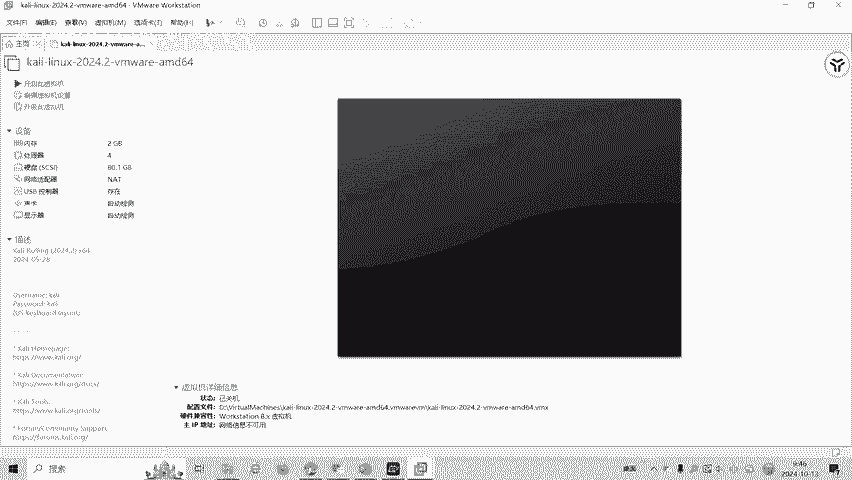 kali-linux-2024.2-vmware-amd64 - VMware Workstation
文件(F) 编辑(E) 查看(V) 虚拟机(M) 选项卡(T) 帮助(H)
主页 kali-linux-2024.2-vmware-a...
kali-linux-2024.2-vmware-amd64
开启此虚拟机
编辑虚拟机设置
升级此虚拟机
设备
内存 2 GB
处理器 4
硬盘 (SCSI) 80.1 GB
网络适配器 NAT
USB 控制器 存在
声卡 自动检测
显示器 自动检测
描述
Kali Rolling (2024.2) x64
2024-05-28
Username: kali
Password: kali
(US keyboard layout)
* Kali Homepage:
https://www.kali.org/
* Kali Documentation:
https://www.kali.org/docs/
* Kali Tools:
https://www.kali.org/tools/
* Forum/Community Support:
https://forums.kali.org/
虚拟机详细信息
状态: 已关机
配置文件: D:\VirtualMachines\kali-linux-2024.2-vmware-amd64.vmwarevm\kali-linux-2024.2-vmware-amd64.vmx
硬件兼容性: Workstation 8.x 虚拟机
主 IP 地址: 网络信息不可用
搜索
9:46
2024-10-13